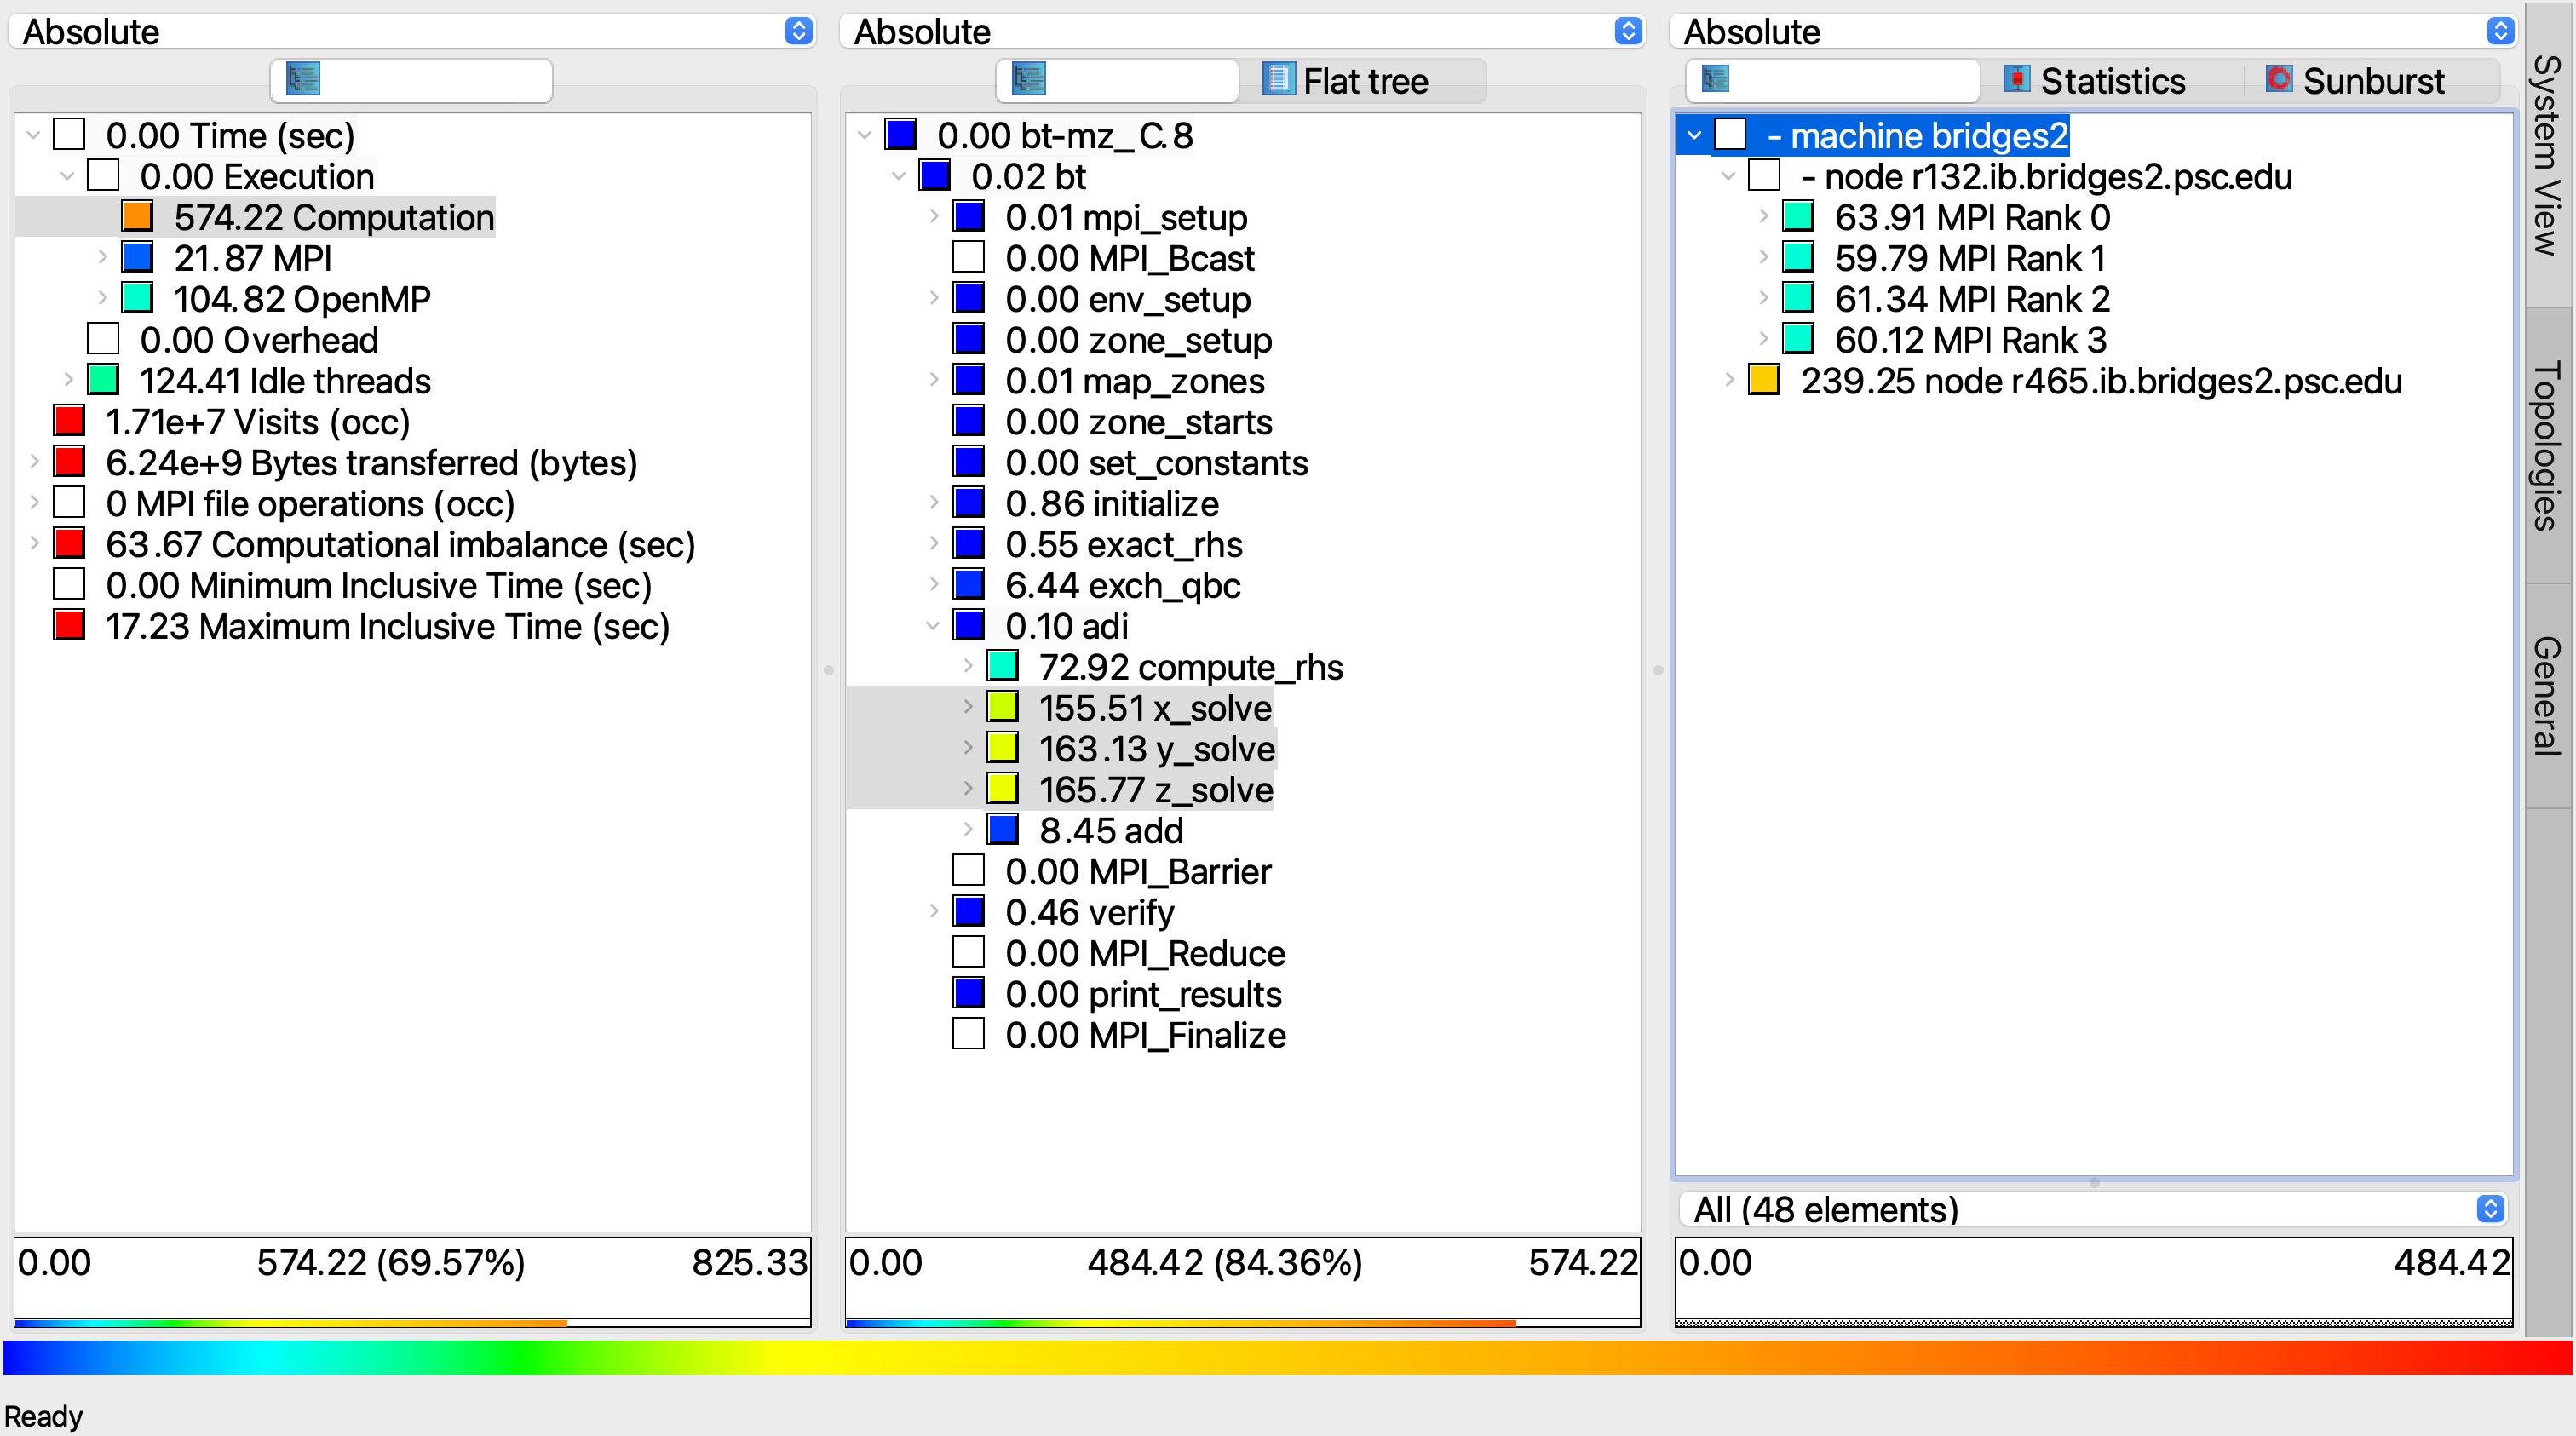 Absolute
0.00 Time (sec)
0.00 Execution
574.22 Computation
21.87 MPI
104.82 OpenMP
0.00 Overhead
124.41 Idle threads
1.71e+7 Visits (occ)
6.24e+9 Bytes transferred (bytes)
0 MPI file operations (occ)
63.67 Computational imbalance (sec)
0.00 Minimum Inclusive Time (sec)
17.23 Maximum Inclusive Time (sec)
0.00 574.22 (69.57%) 825.33
Absolute
Flat tree
0.00 bt-mz_C.8
0.02 bt
0.01 mpi_setup
0.00 MPI_Bcast
0.00 env_setup
0.00 zone_setup
0.01 map_zones
0.00 zone_starts
0.00 set_constants
0.86 initialize
0.55 exact_rhs
6.44 exch_qbc
0.10 adi
72.92 compute_rhs
155.51 x_solve
163.13 y_solve
165.77 z_solve
8.45 add
0.00 MPI_Barrier
0.46 verify
0.00 MPI_Reduce
0.00 print_results
0.00 MPI_Finalize
0.00 484.42 (84.36%) 574.22
Absolute
Statistics Sunburst
- machine bridges2
- node r132.ib.bridges2.psc.edu
63.91 MPI Rank 0
59.79 MPI Rank 1
61.34 MPI Rank 2
60.12 MPI Rank 3
239.25 node r465.ib.bridges2.psc.edu
All (48 elements)
0.00 484.42
System View
Topologies
General
Ready